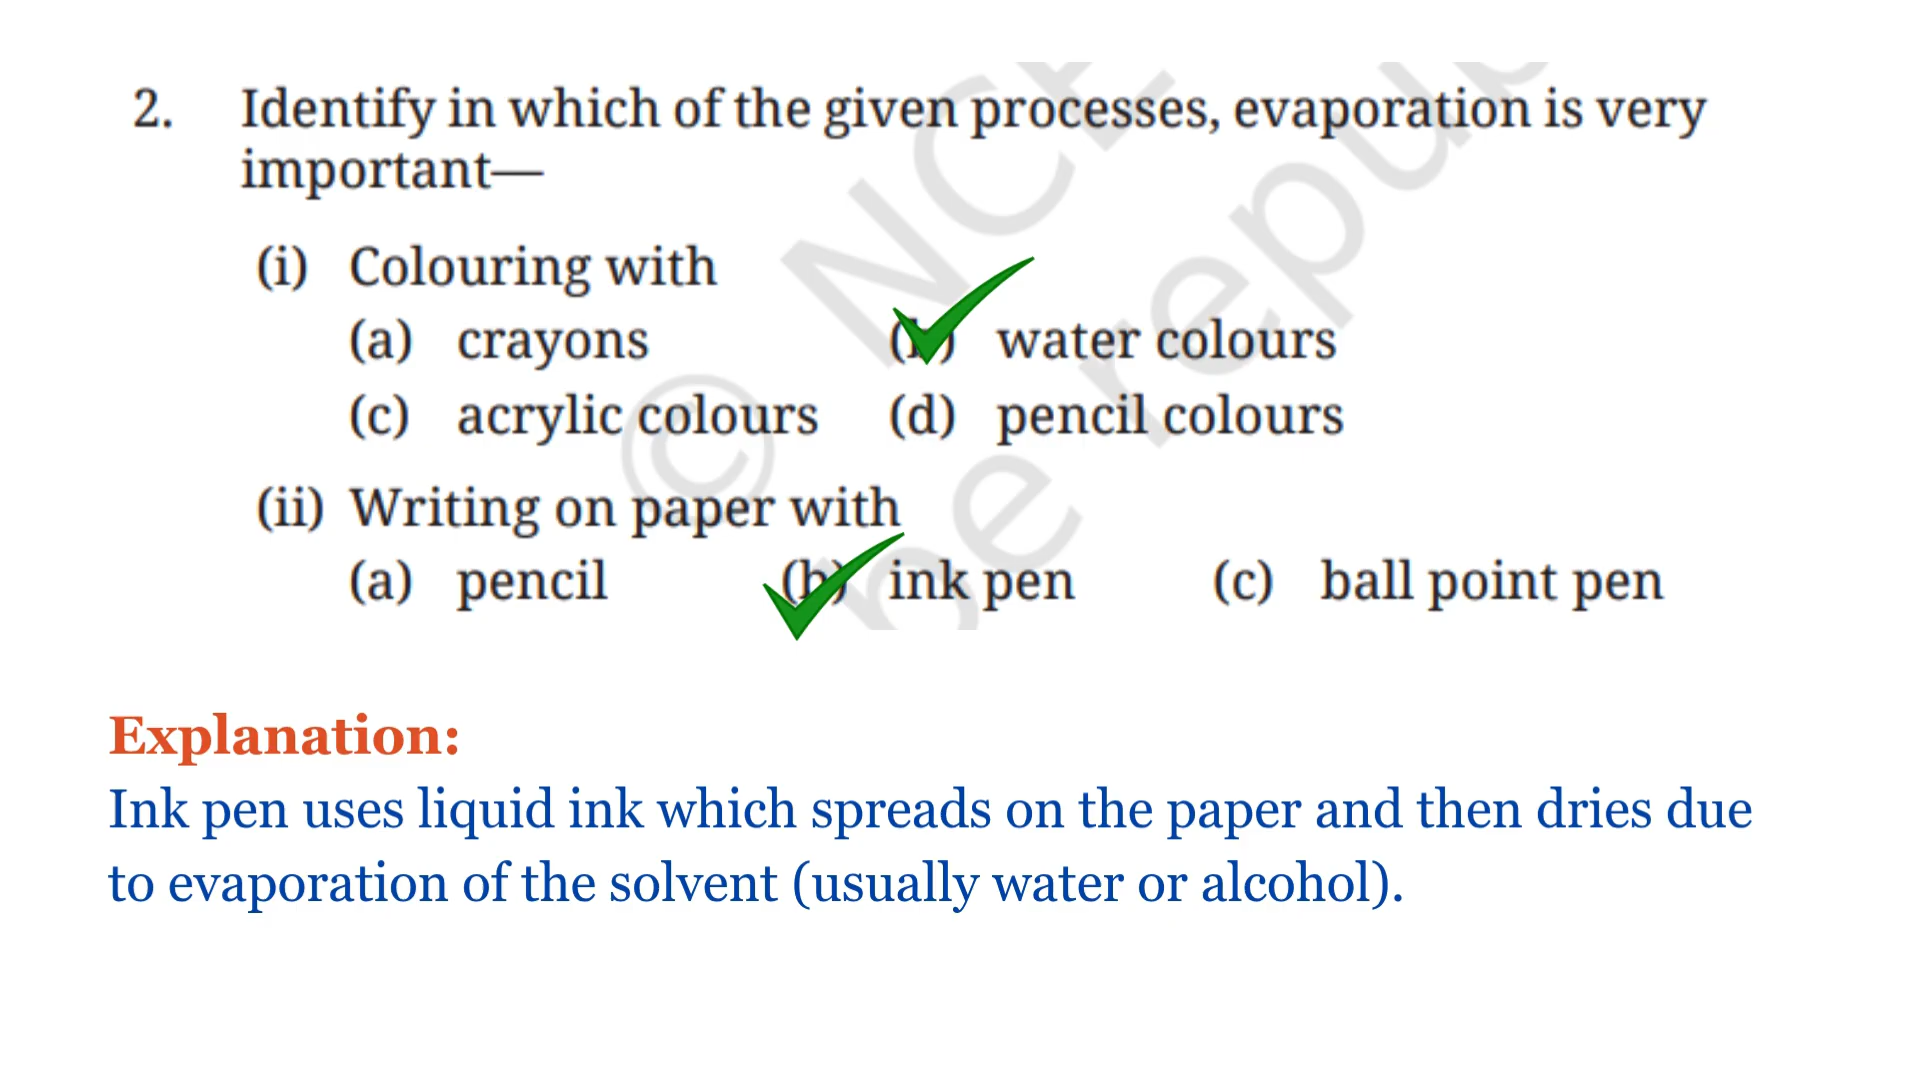 2. Identify in which of the given processes, evaporation is very
important—
(i) Colouring with
(a) crayons (b) water colours
(c) acrylic colours (d) pencil colours
(ii) Writing on paper with
(a) pencil (b) ink pen (c) ball point pen
Explanation:
Ink pen uses liquid ink which spreads on the paper and then dries due
to evaporation of the solvent (usually water or alcohol).